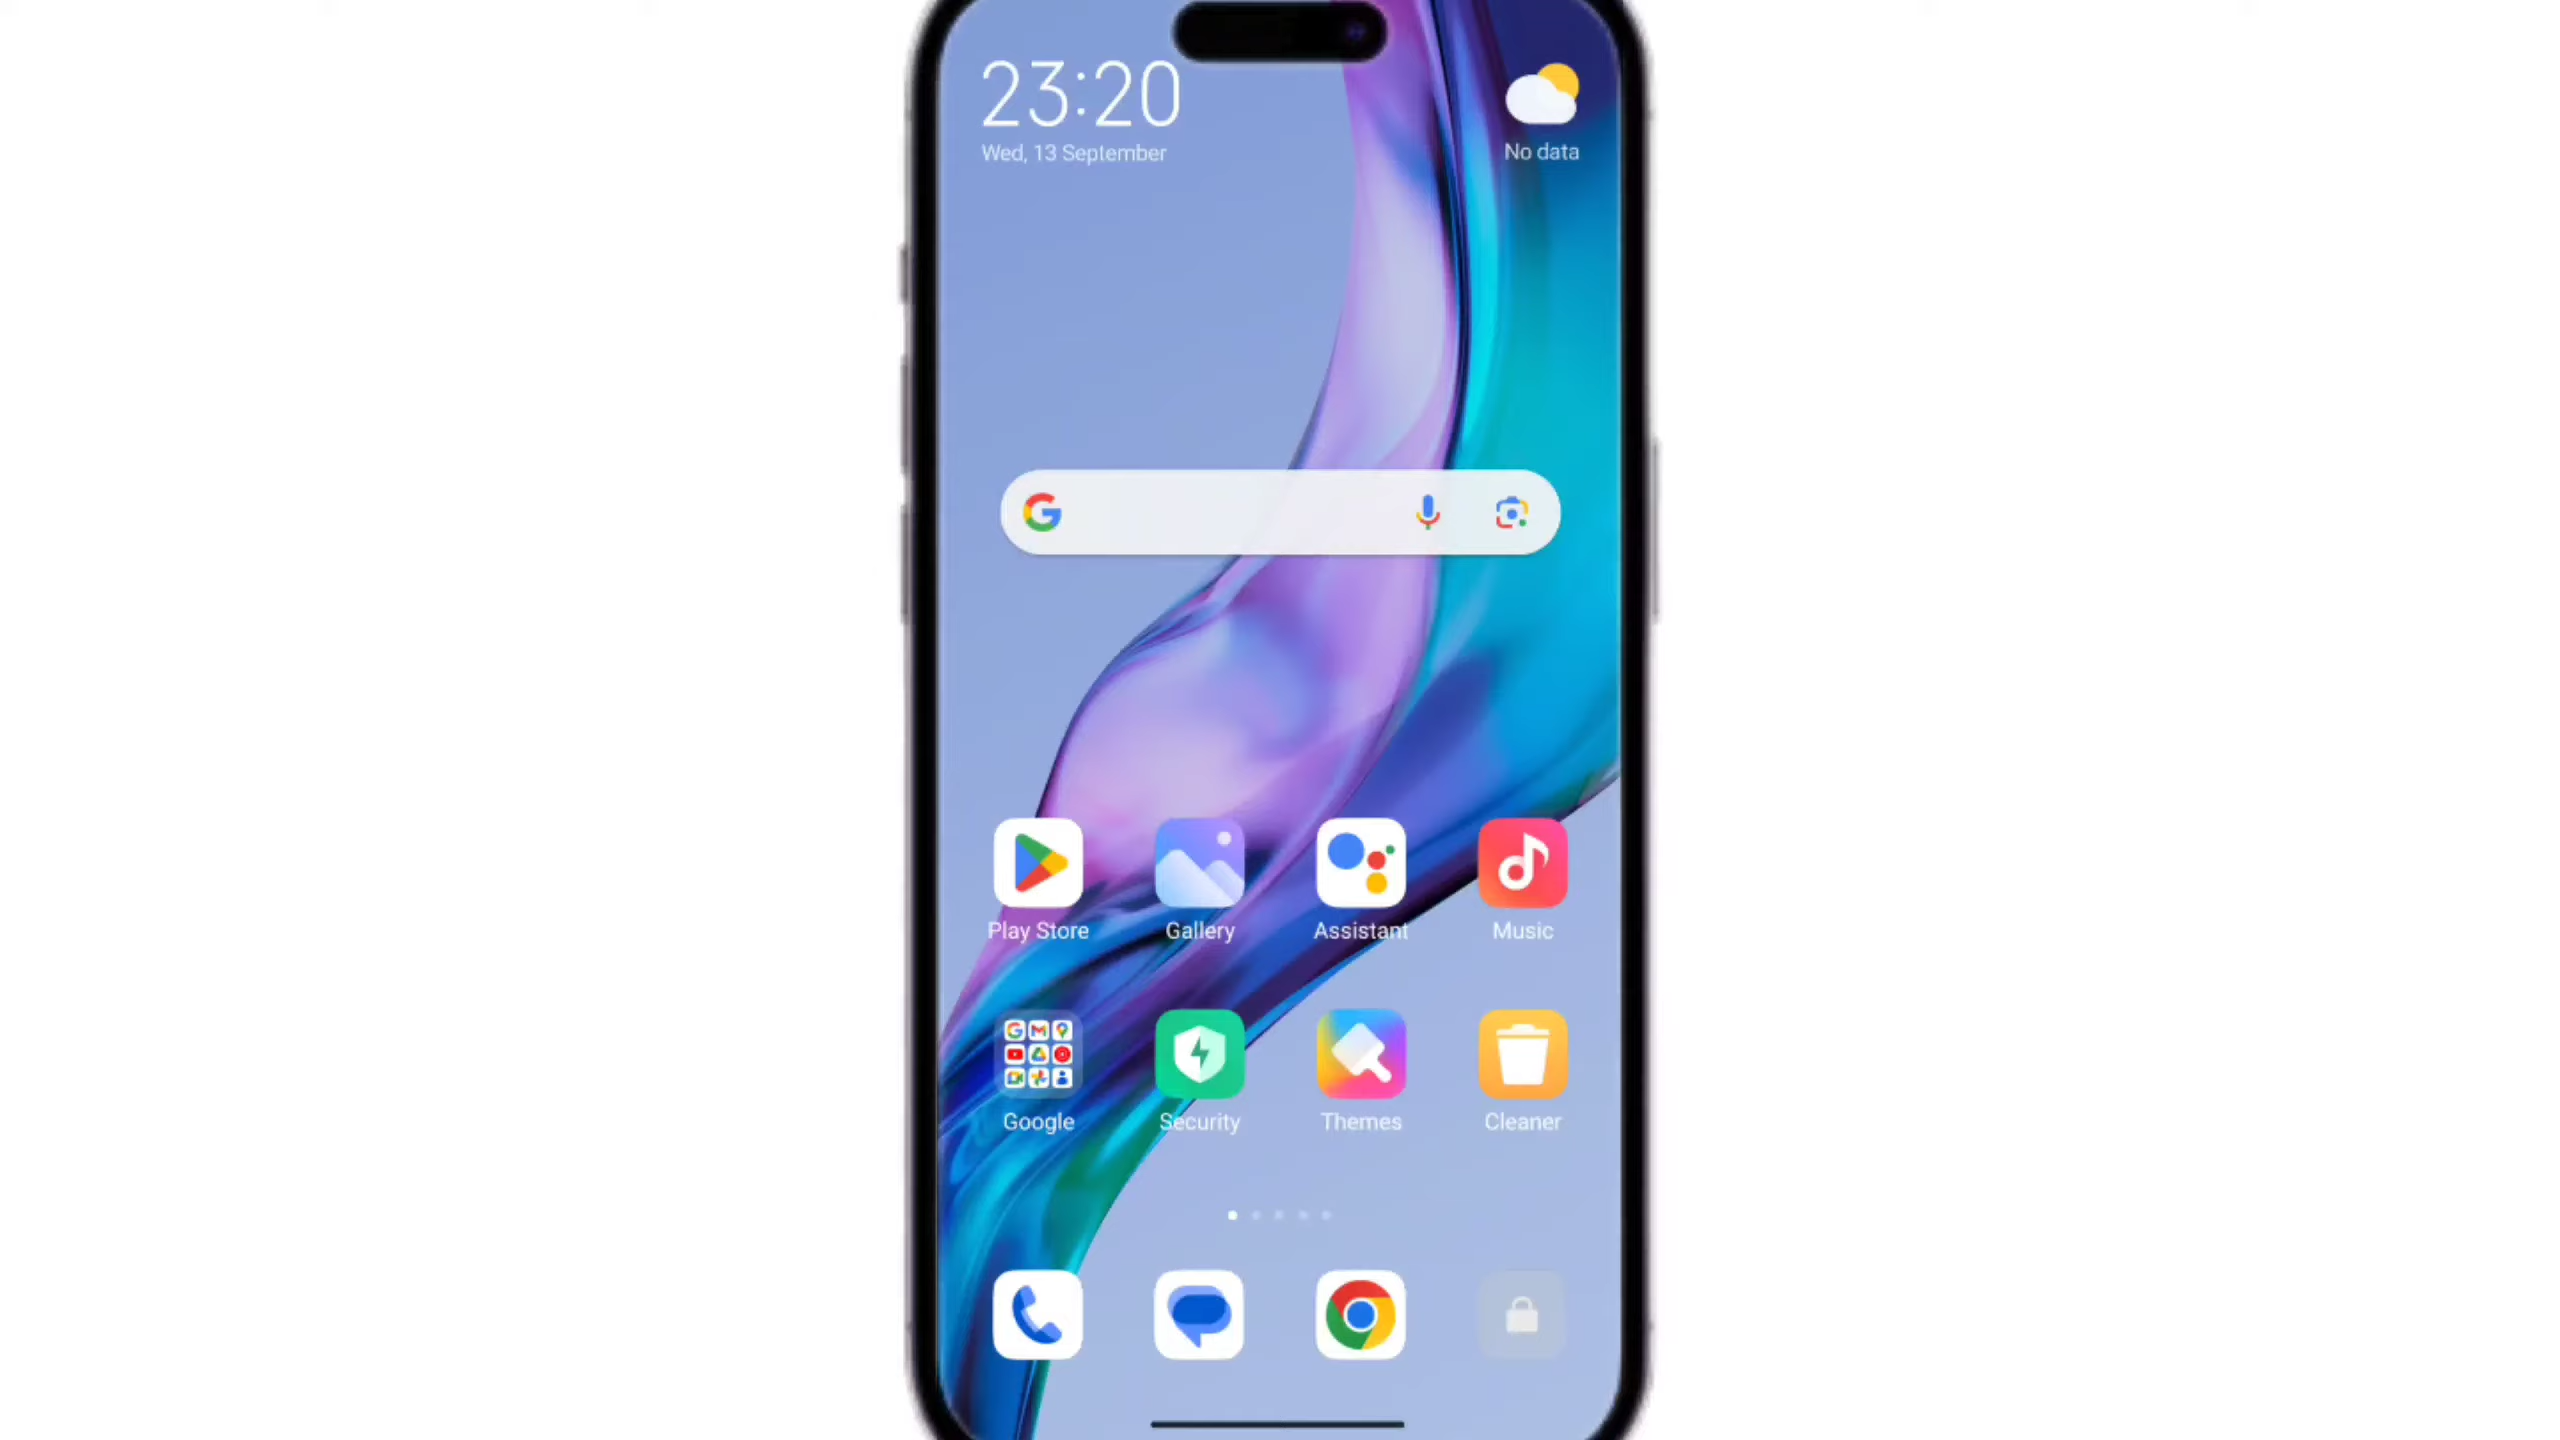 23:20
Wed, 13 September
No data
Play Store
Gallery
Assistant
Music
Google
Security
Themes
Cleaner